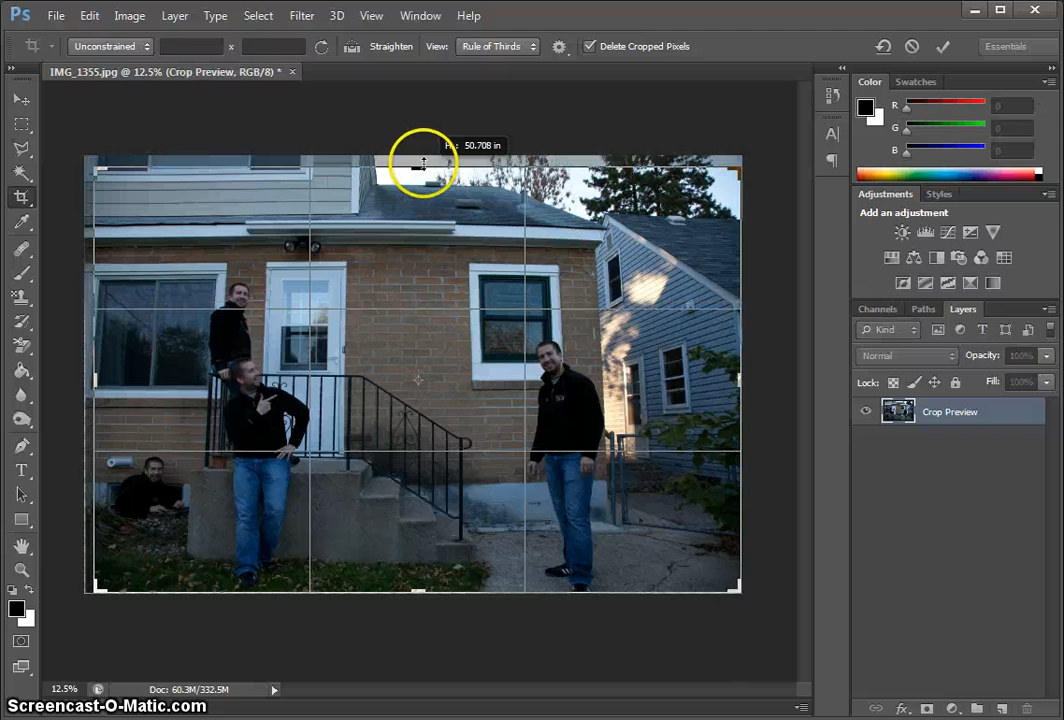 Ps File Edit Image Layer Type Select Filter 3D View Window Help
Unconstrained x Straighten View: Rule of Thirds Delete Cropped Pixels Essentials
IMG_1355.jpg @ 12.5% (Crop Preview, RGB/8) * ×
Color Swatches
R 0
G 0
B 0
50.708 in
Adjustments Styles
Add an adjustment
Channels Paths Layers
Kind
Normal Opacity: 100%
Lock: Fill: 100%
Crop Preview
12.5% Doc: 60.3M/332.5M
Screencast-O-Matic.com